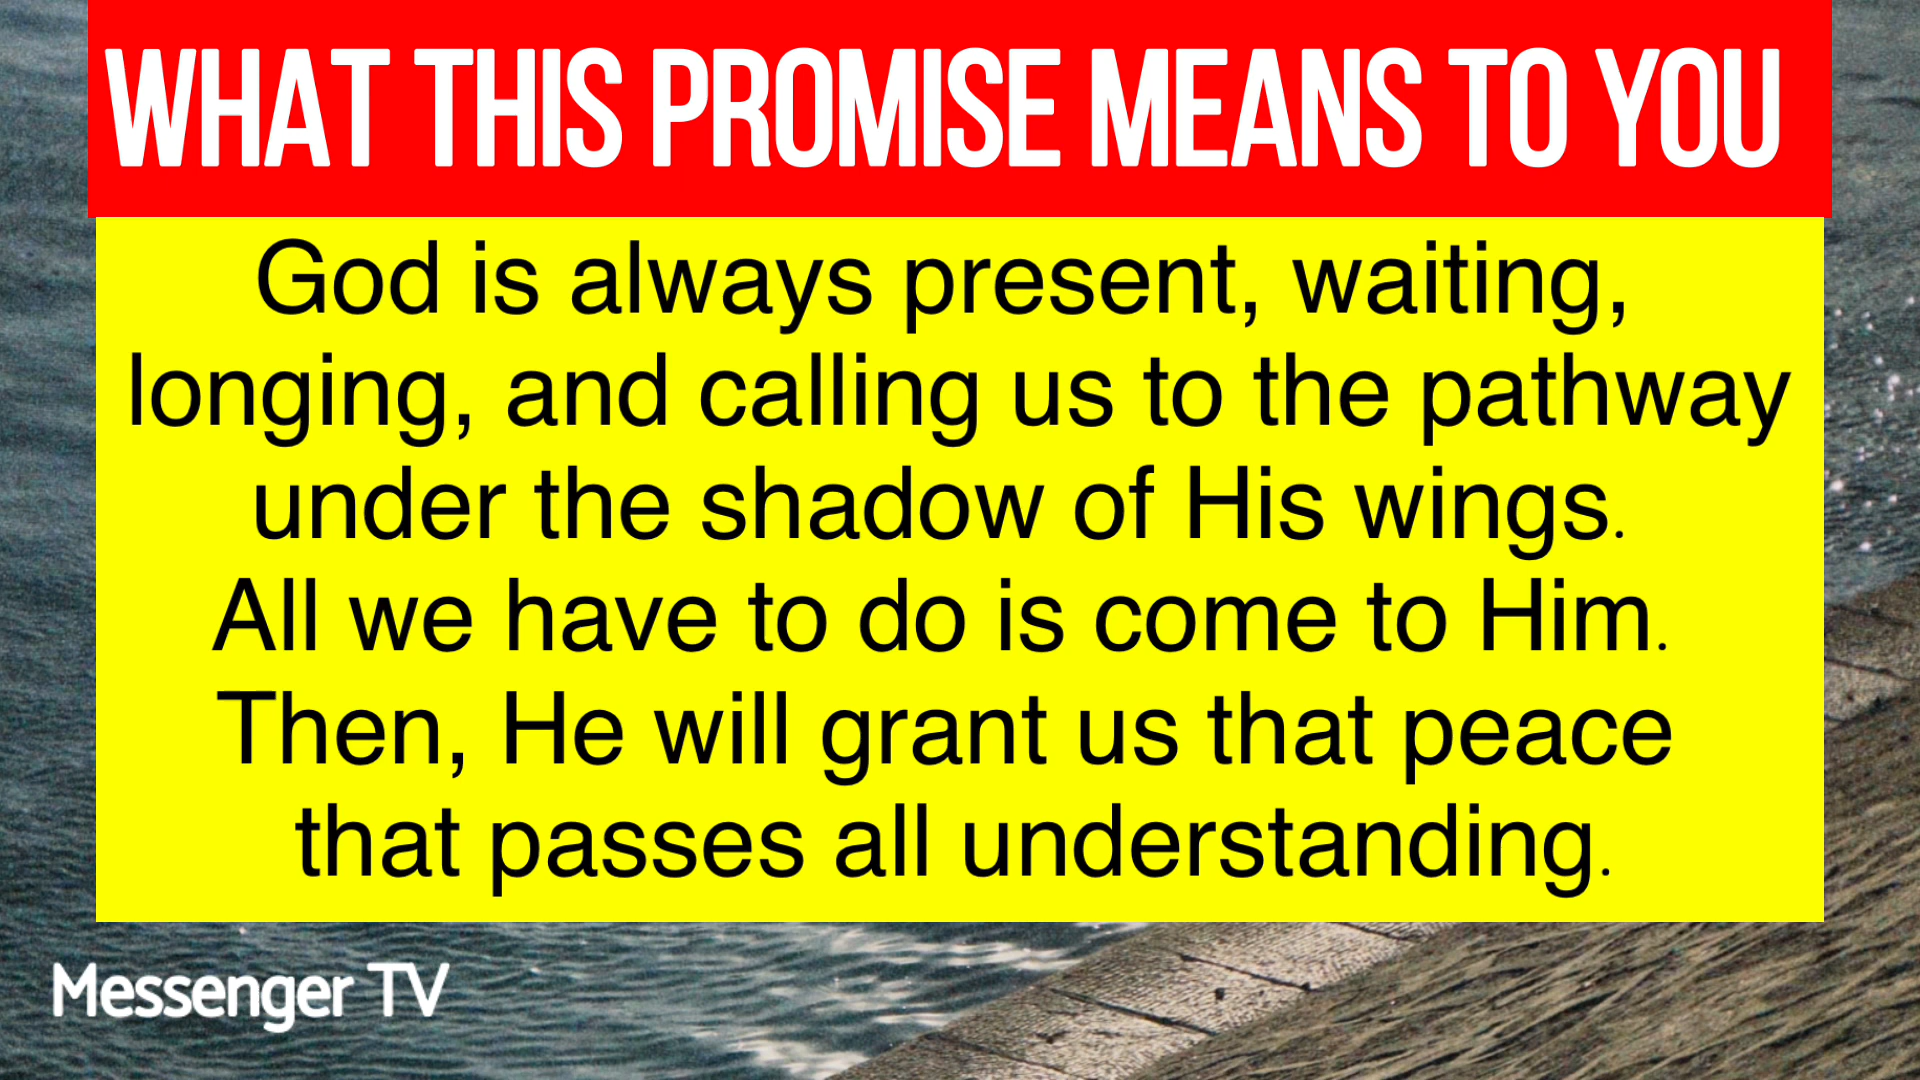 WHAT THIS PROMISE MEANS TO YOU
God is always present, waiting,
longing, and calling us to the pathway
under the shadow of His wings.
All we have to do is come to Him.
Then, He will grant us that peace
that passes all understanding.
Messenger TV